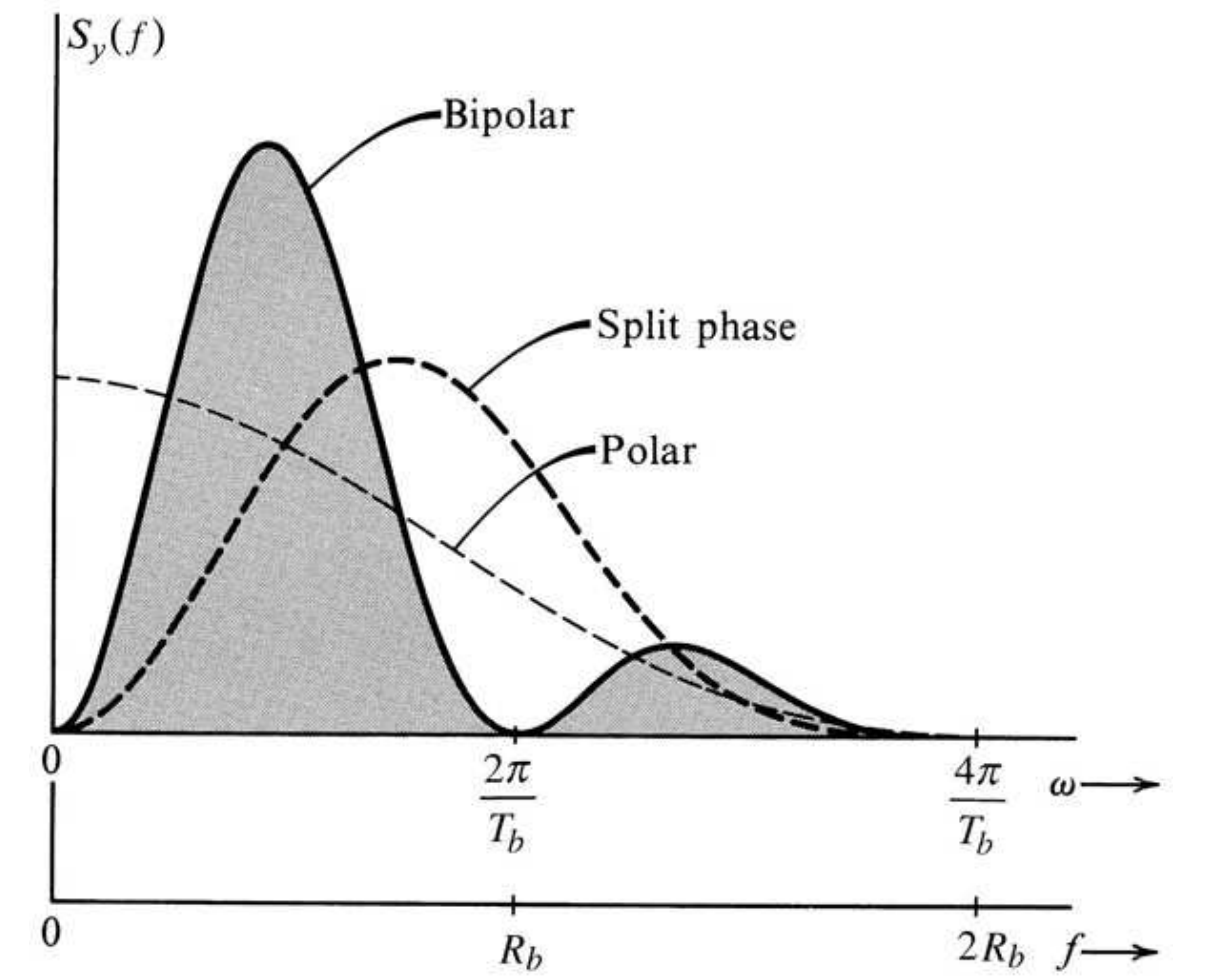 S_y(f)
Bipolar
Split phase
Polar
0
2π/T_b
4π/T_b
ω
0
R_b
2R_b
f